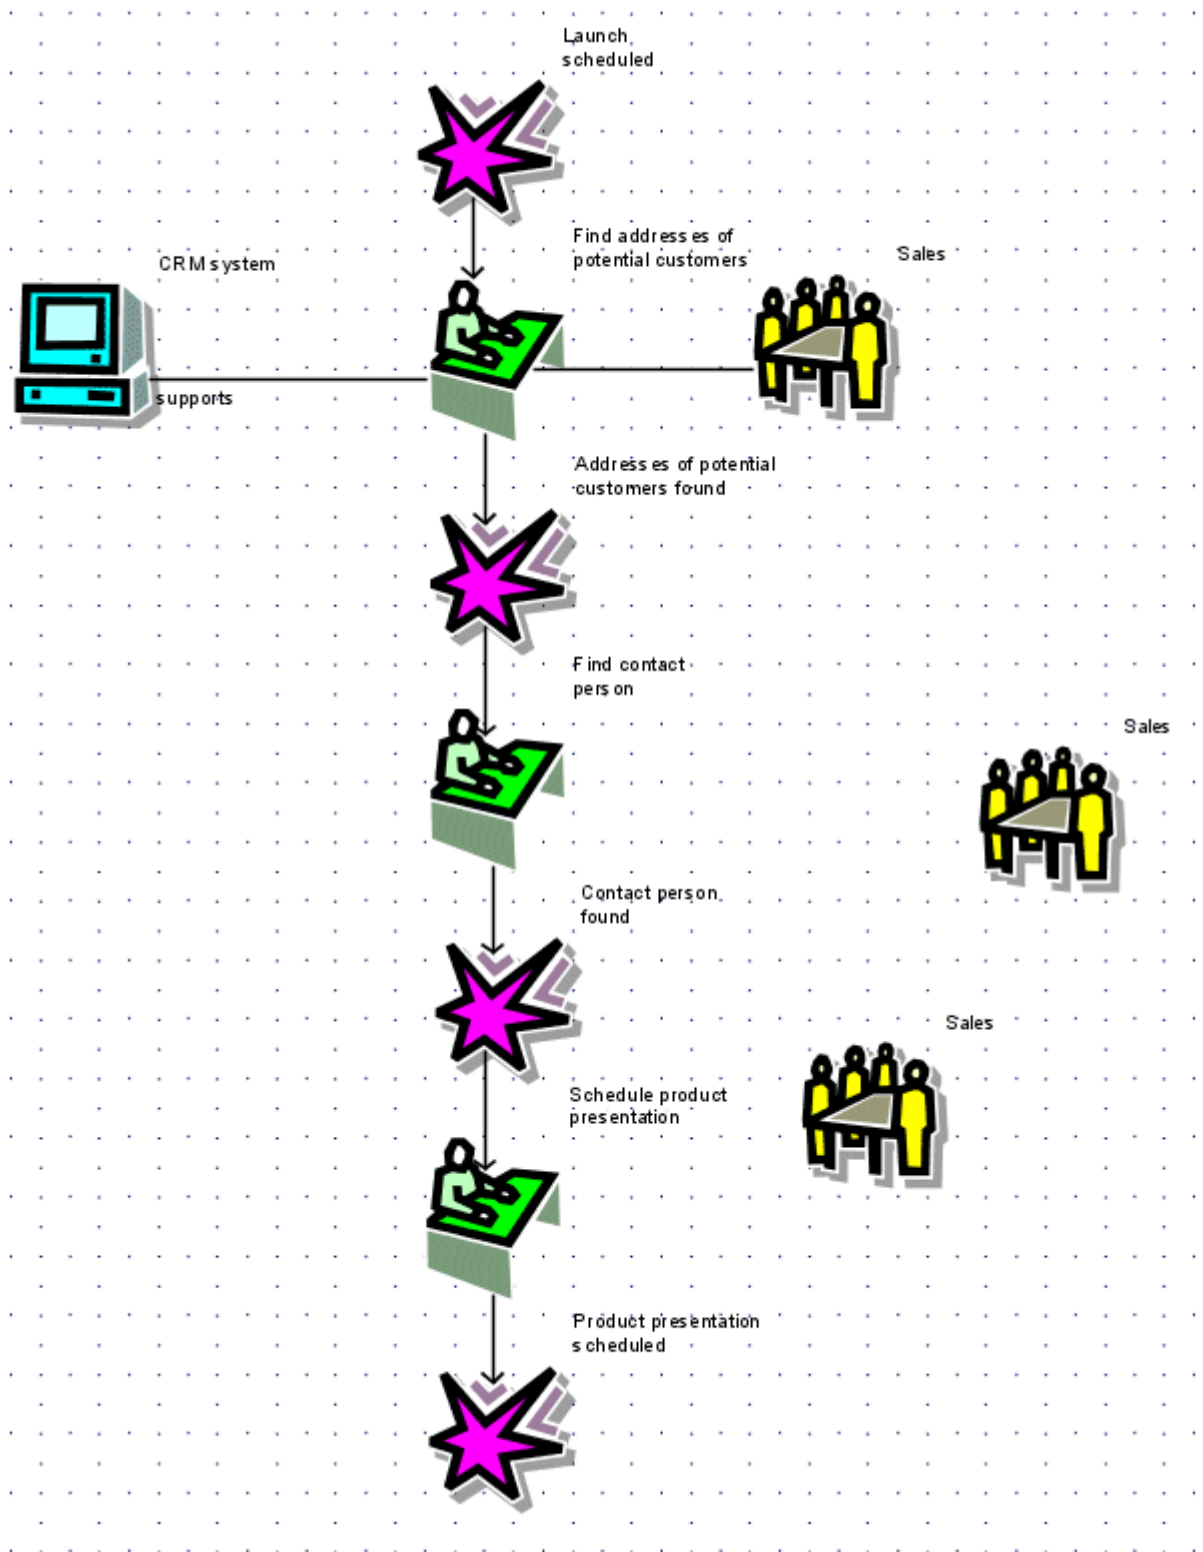 Launch
scheduled
Find addresses of
potential customers
Sales
CRM system
supports
Addresses of potential
customers found
Find contact
person
Sales
Contact person
found
Sales
Schedule product
presentation
Product presentation
scheduled